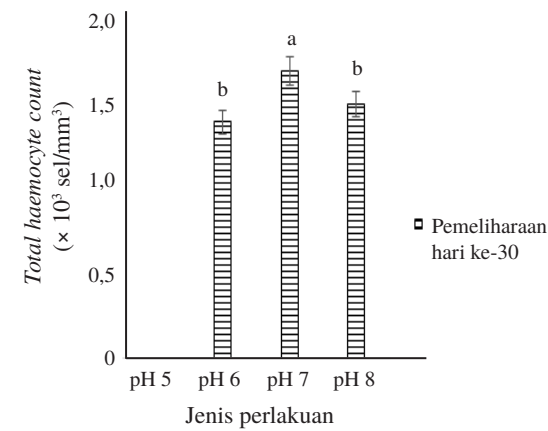 Total haemocyte count
(× 10³ sel/mm³)
2,0
1,5
1,0
0,5
0
b
a
b
pH 5 pH 6 pH 7 pH 8
Jenis perlakuan
Pemeliharaan
hari ke-30